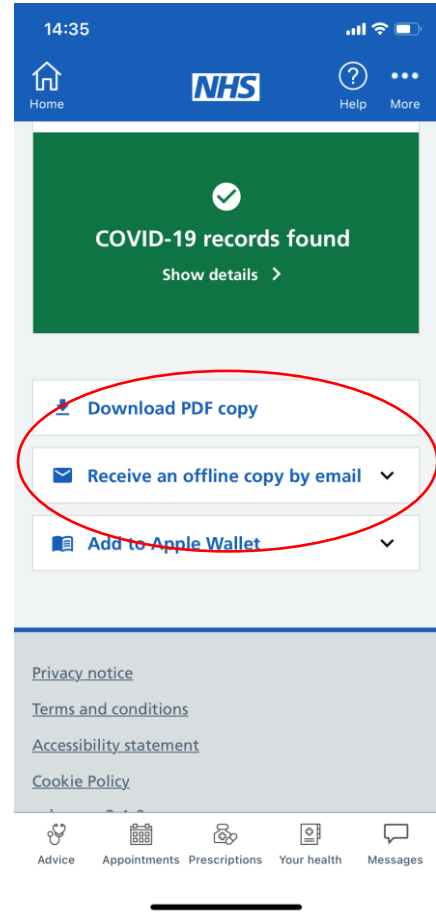 14:35
NHS
Home
Help
More
COVID-19 records found
Show details
Download PDF copy
Receive an offline copy by email
Add to Apple Wallet
Privacy notice
Terms and conditions
Accessibility statement
Cookie Policy
Advice
Appointments
Prescriptions
Your health
Messages